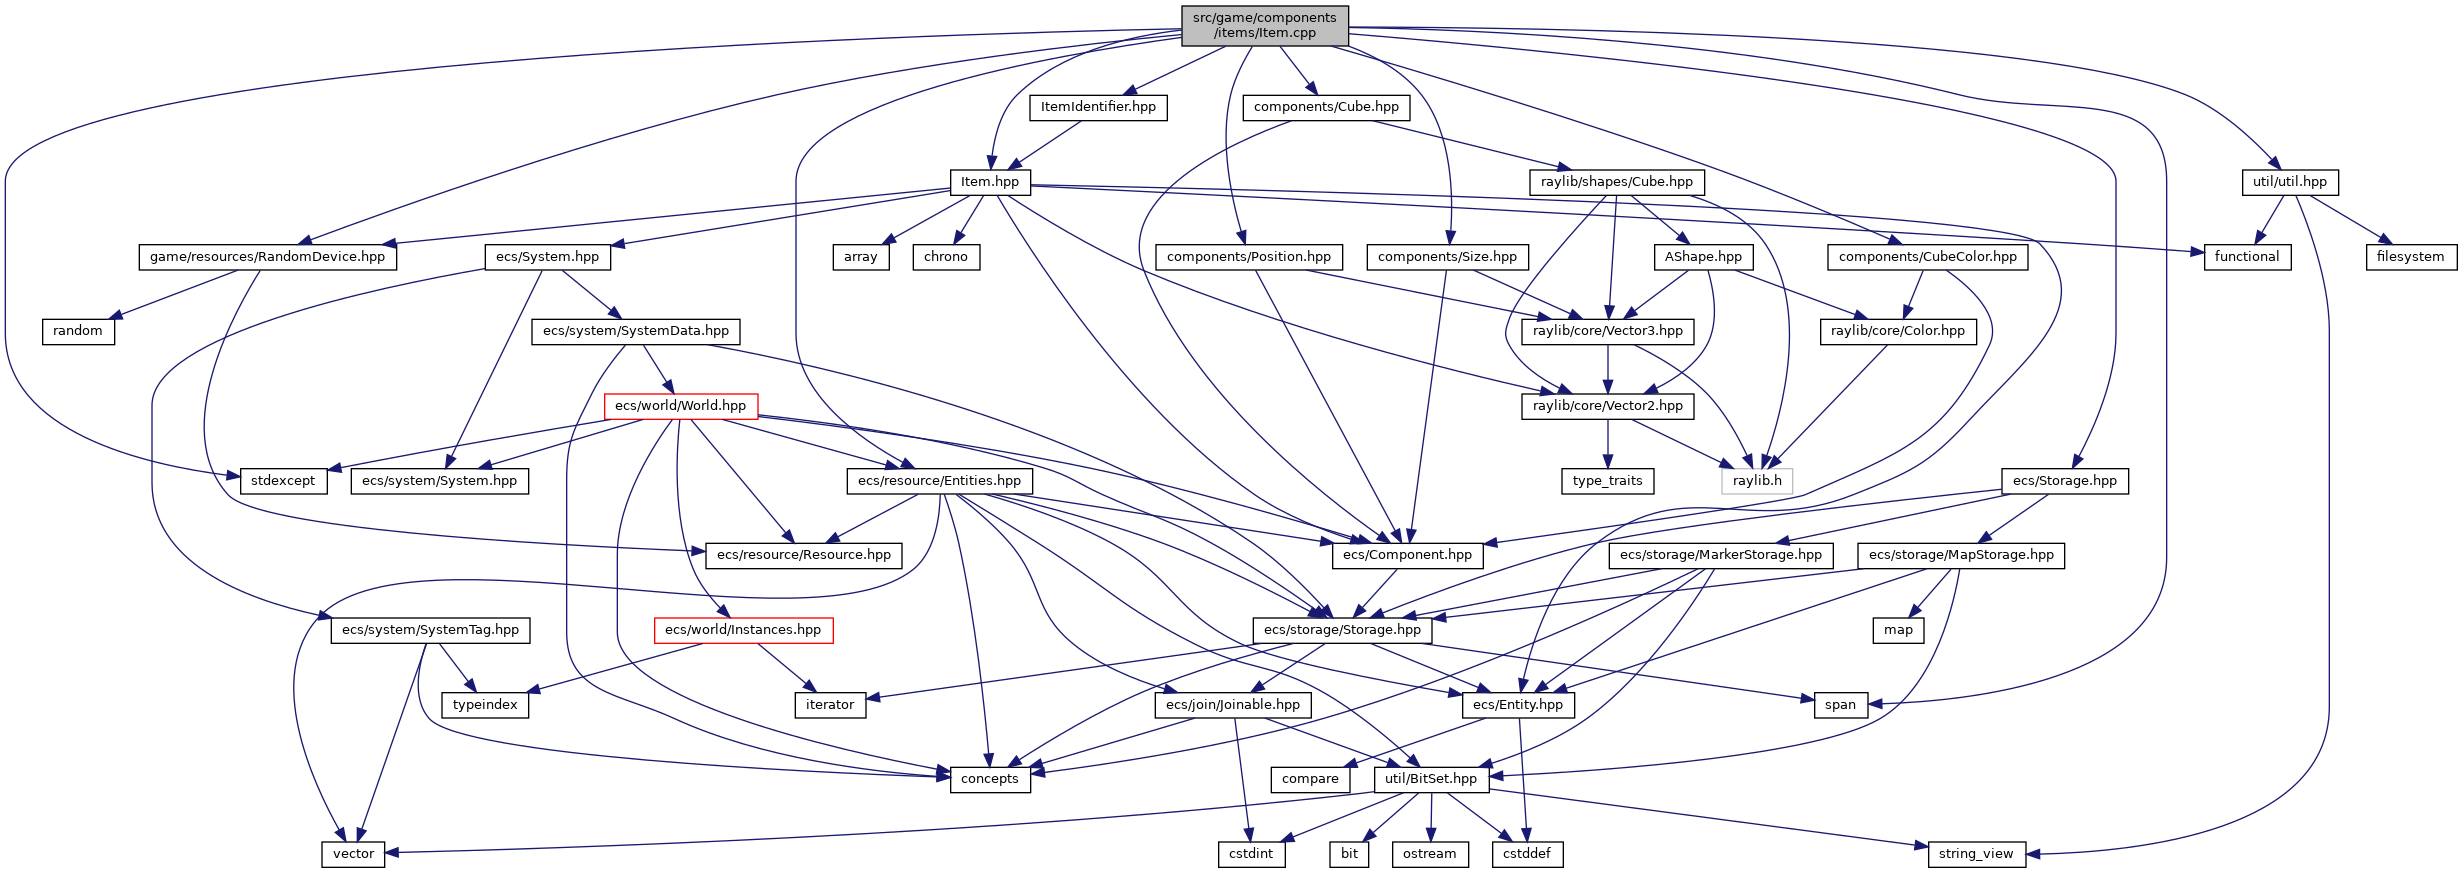 src/game/components
/items/Item.cpp
ItemIdentifier.hpp
components/Cube.hpp
Item.hpp
raylib/shapes/Cube.hpp
util/util.hpp
game/resources/RandomDevice.hpp
ecs/System.hpp
array
chrono
components/Position.hpp
components/Size.hpp
AShape.hpp
components/CubeColor.hpp
functional
filesystem
random
ecs/system/SystemData.hpp
raylib/core/Vector3.hpp
raylib/core/Color.hpp
ecs/world/World.hpp
raylib/core/Vector2.hpp
stdexcept
ecs/system/System.hpp
ecs/resource/Entities.hpp
type_traits
raylib.h
ecs/Storage.hpp
ecs/resource/Resource.hpp
ecs/Component.hpp
ecs/storage/MarkerStorage.hpp
ecs/storage/MapStorage.hpp
ecs/system/SystemTag.hpp
ecs/world/Instances.hpp
ecs/storage/Storage.hpp
map
typeindex
iterator
ecs/join/Joinable.hpp
ecs/Entity.hpp
span
concepts
compare
util/BitSet.hpp
vector
cstdint
bit
ostream
cstddef
string_view